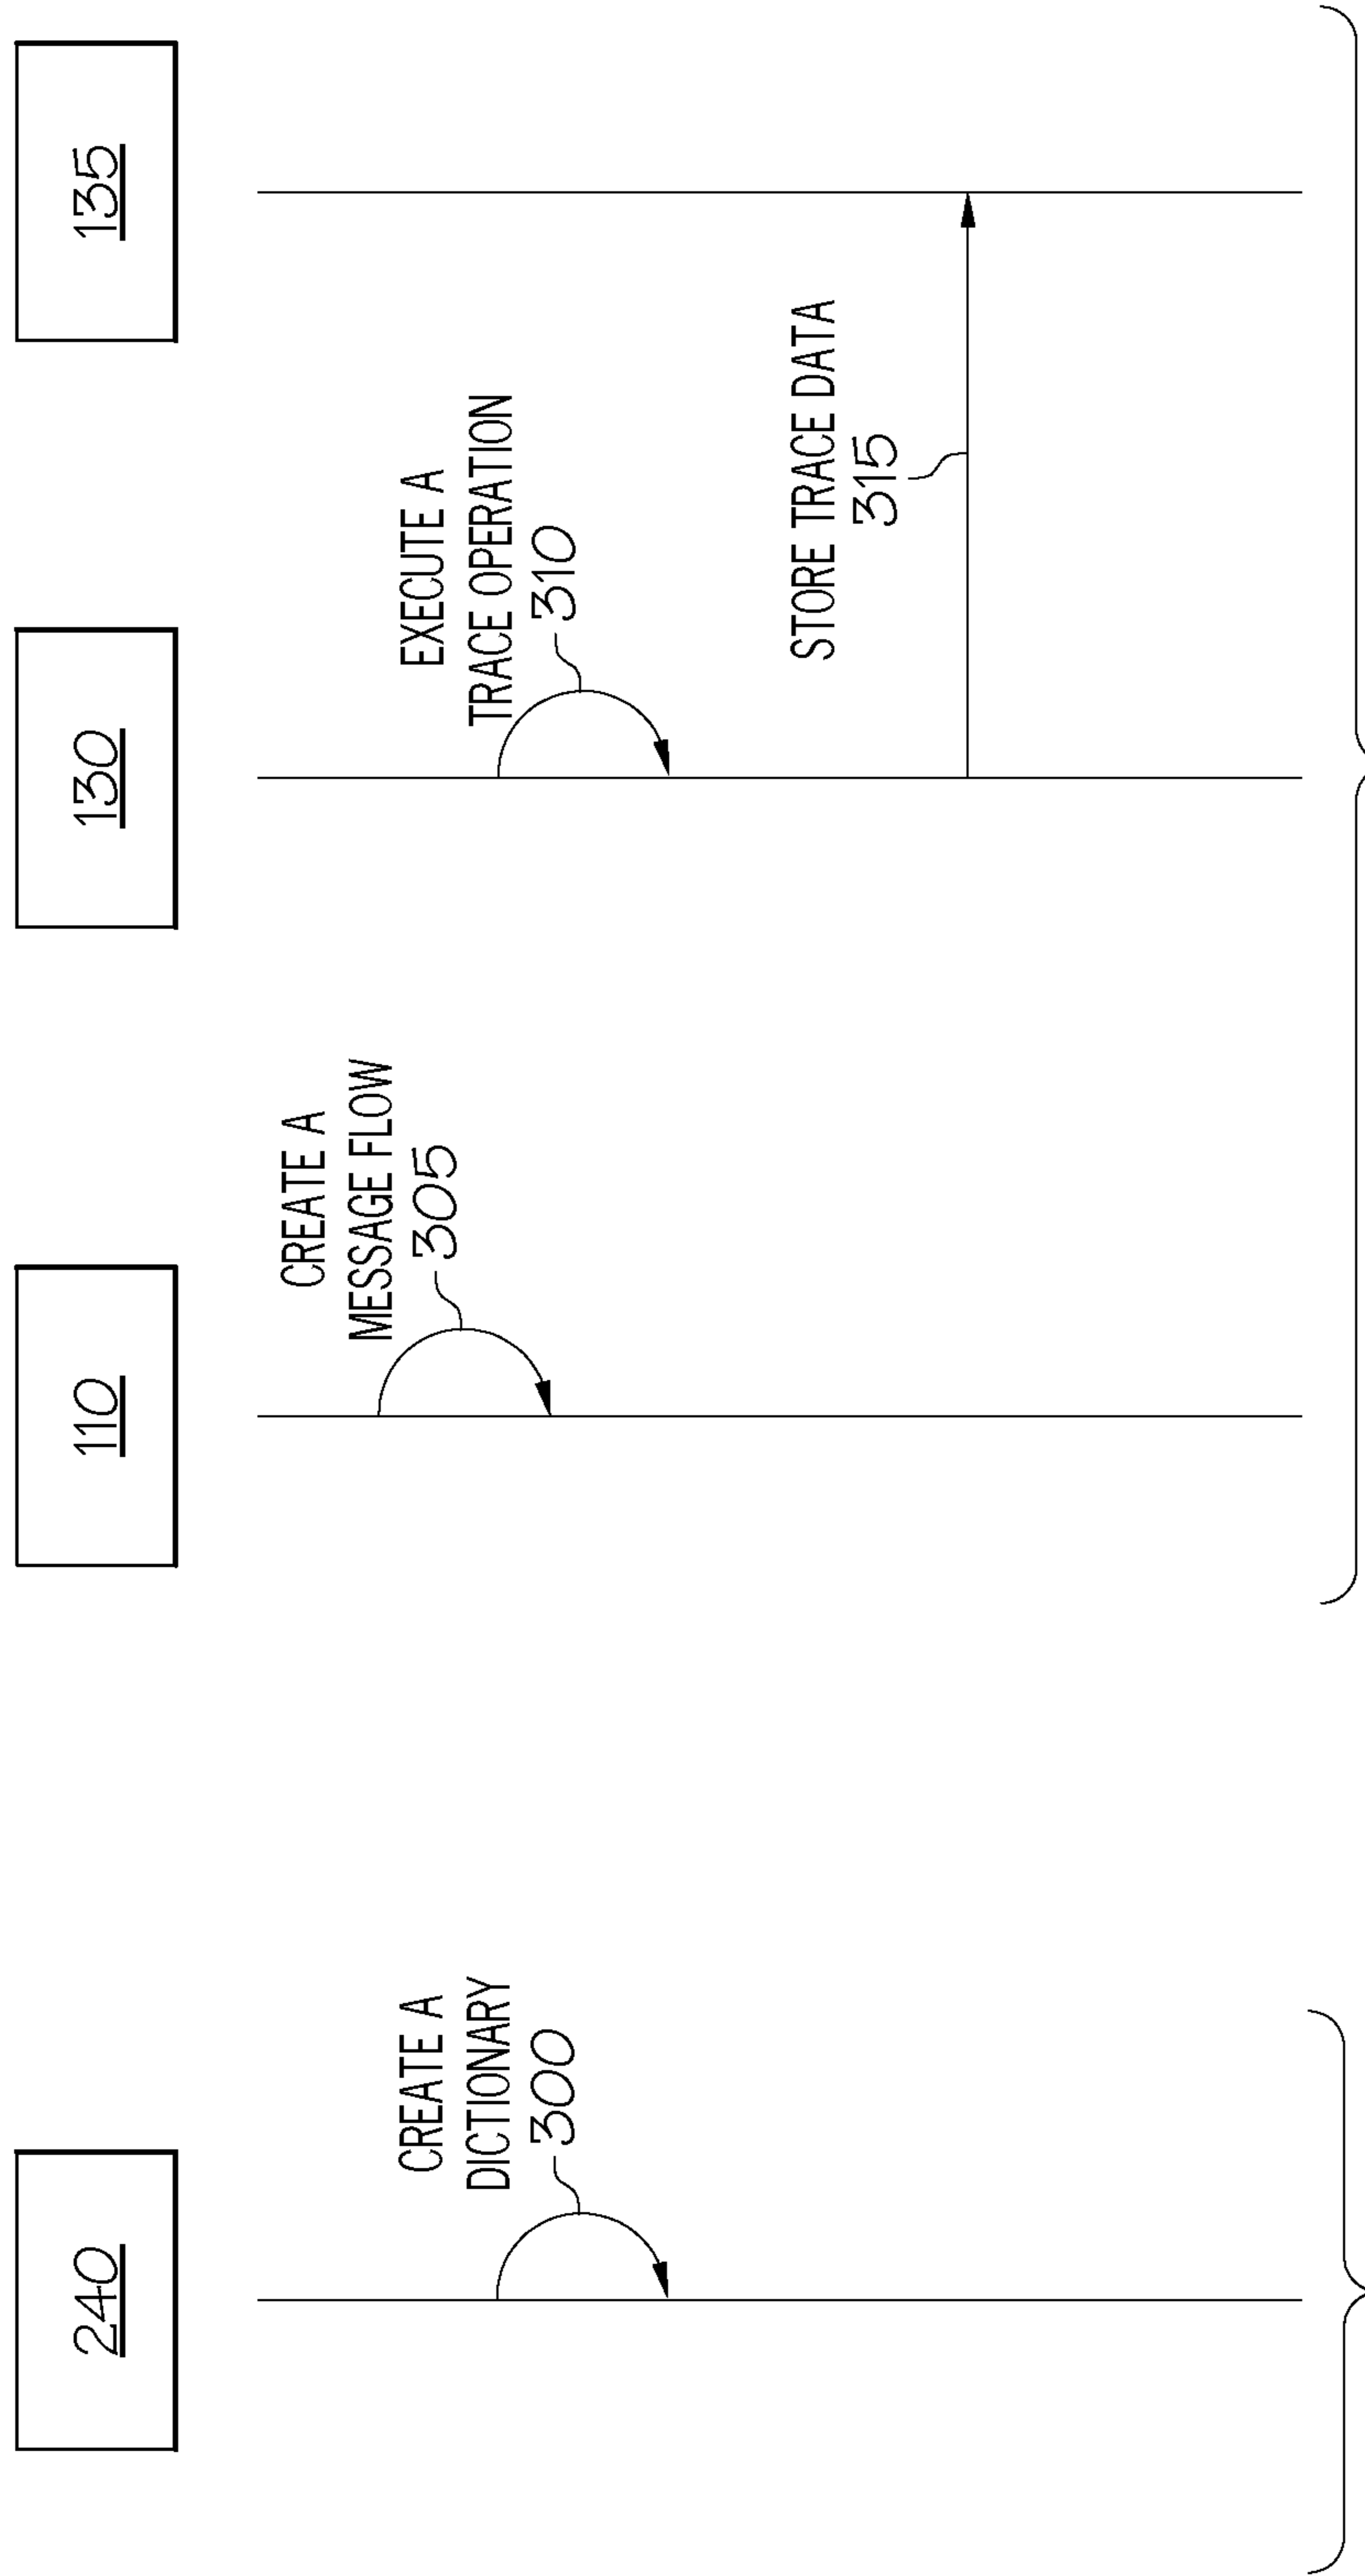 240
110
130
135
CREATE A
DICTIONARY
300
CREATE A
MESSAGE FLOW
305
EXECUTE A
TRACE OPERATION
310
STORE TRACE DATA
315